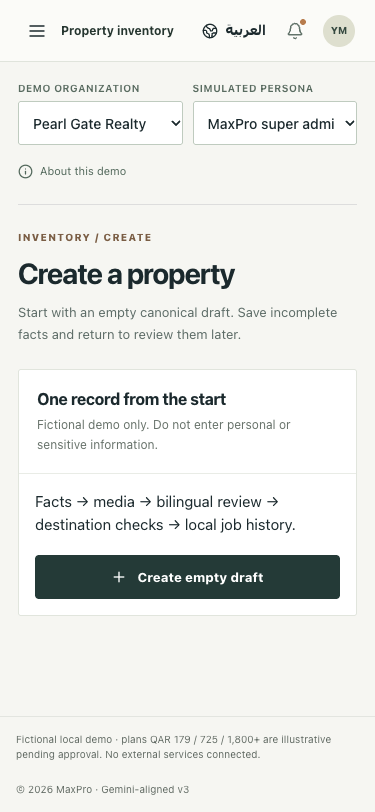 Property inventory
العربية
YM
DEMO ORGANIZATION
SIMULATED PERSONA
Pearl Gate Realty
MaxPro super admi
About this demo
INVENTORY / CREATE
Create a property
Start with an empty canonical draft. Save incomplete
facts and return to review them later.
One record from the start
Fictional demo only. Do not enter personal or
sensitive information.
Facts → media → bilingual review →
destination checks → local job history.
+ Create empty draft
Fictional local demo · plans QAR 179 / 725 / 1,800+ are illustrative
pending approval. No external services connected.
© 2026 MaxPro · Gemini-aligned v3